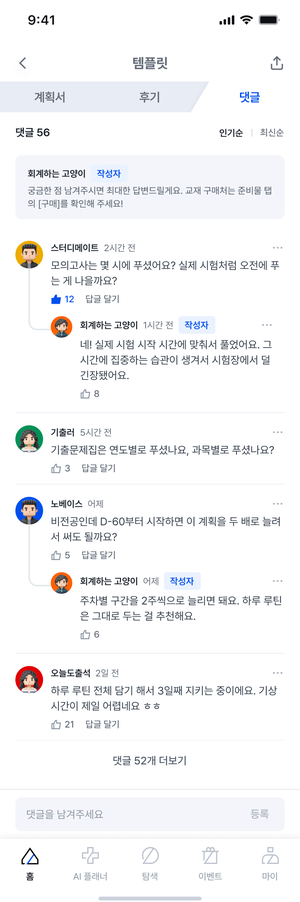 9:41
템플릿
계획서 후기 댓글
댓글 56 인기순 | 최신순
회계하는 고양이 작성자
궁금한 점 남겨주시면 최대한 답변드릴게요. 교재 구매처는 준비물 탭
의 [구매]를 확인해 주세요!
스터디메이트 2시간 전
모의고사는 몇 시에 푸셨어요? 실제 시험처럼 오전에 푸
는 게 나을까요?
12 답글 달기
회계하는 고양이 1시간 전 작성자
네! 실제 시험 시작 시간에 맞춰서 풀었어요. 그
시간에 집중하는 습관이 생겨서 시험장에서 덜
긴장됐어요.
8
기출러 5시간 전
기출문제집은 연도별로 푸셨나요, 과목별로 푸셨나요?
3 답글 달기
노베이스 어제
비전공인데 D-60부터 시작하면 이 계획을 두 배로 늘려
서 써도 될까요?
5 답글 달기
회계하는 고양이 어제 작성자
주차별 구간을 2주씩으로 늘리면 돼요. 하루 루틴
은 그대로 두는 걸 추천해요.
6
오늘도출석 2일 전
하루 루틴 전체 담기 해서 3일째 지키는 중이에요. 기상
시간이 제일 어렵네요 ㅎㅎ
21 답글 달기
댓글 52개 더보기
댓글을 남겨주세요 등록
홈 AI 플래너 탐색 이벤트 마이